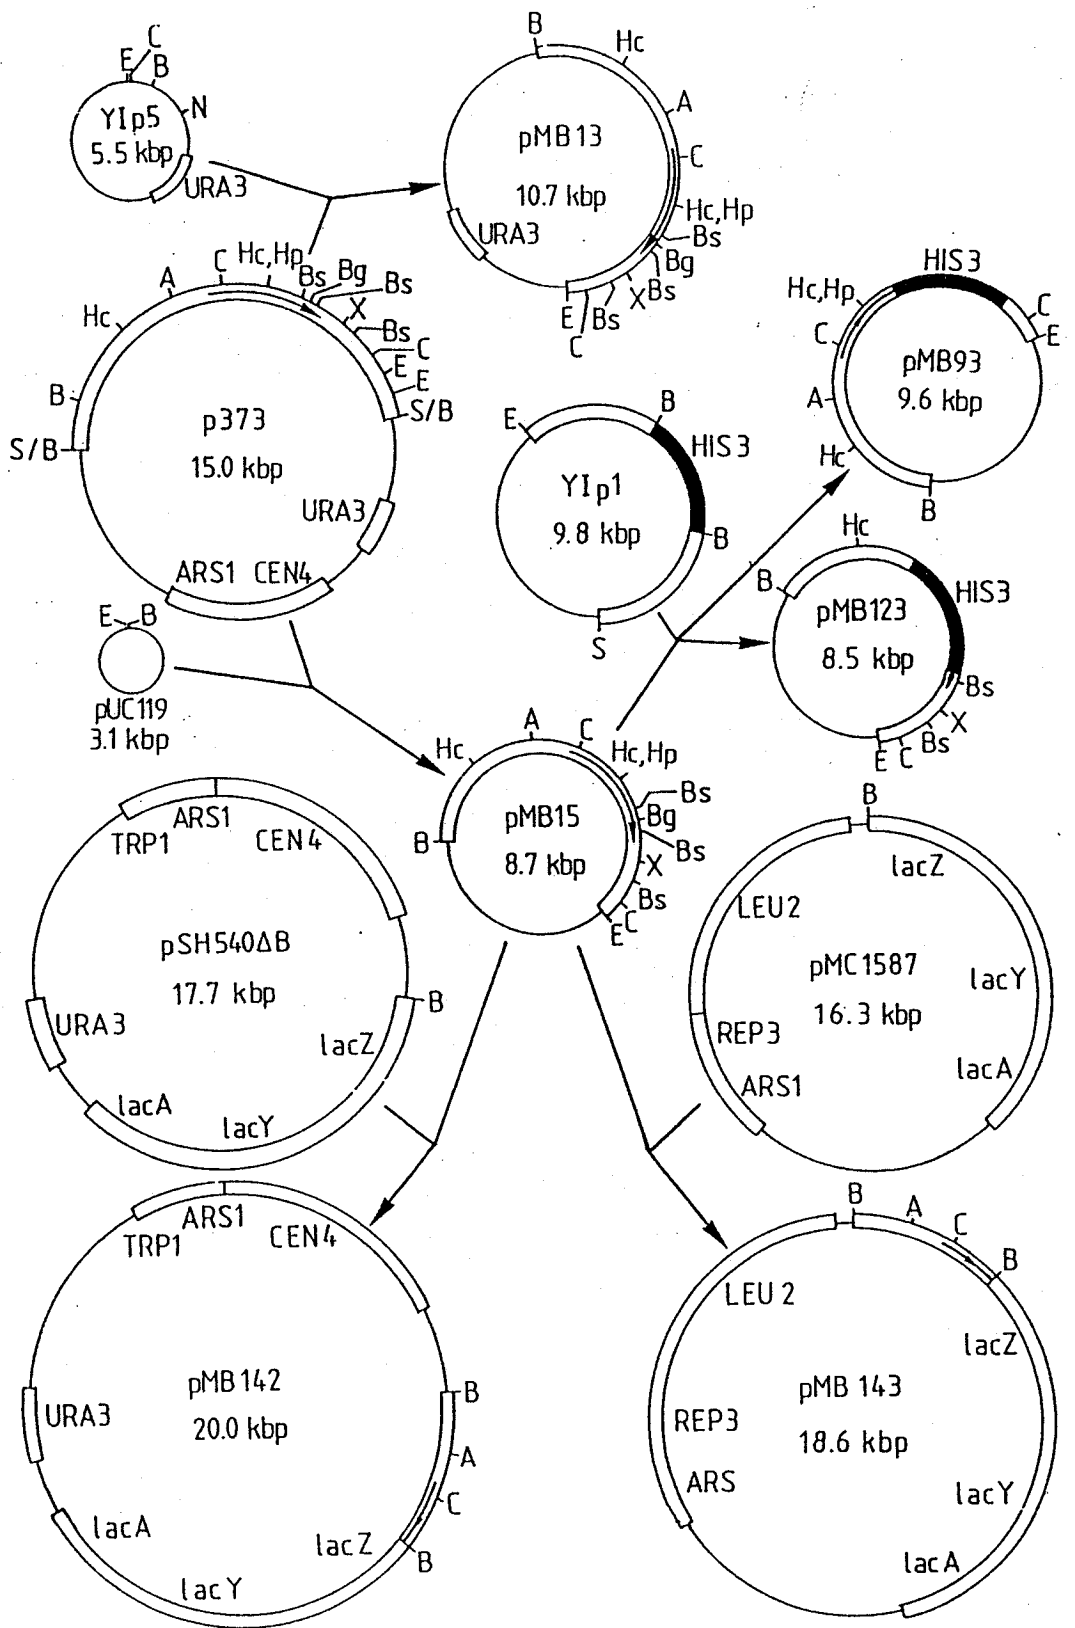 C
E
B
N
YIp5
5.5 kbp
URA3
B
Hc
A
C
Hc,Hp
Bs
Bg
Bs
X
Bs
C
E
pMB13
10.7 kbp
URA3
S/B
B
Hc
A
C
Hc,Hp
Bs
Bg
Bs
X
Bs
C
E
E
S/B
p373
15.0 kbp
URA3
ARS1 CEN4
HIS3
Hc,Hp
C
A
Hc
B
C
E
pMB93
9.6 kbp
E
B
HIS3
B
S
YIp1
9.8 kbp
Hc
B
HIS3
pMB123
8.5 kbp
Bs
X
Bs
C
E
E
B
pUC119
3.1 kbp
B
Hc
A
C
Hc,Hp
Bs
Bg
Bs
X
Bs
C
E
pMB15
8.7 kbp
TRP1
ARS1
CEN4
pSH540ΔB
17.7 kbp
B
URA3
lacZ
lacA
lacY
B
lacZ
LEU2
pMC1587
16.3 kbp
lacY
REP3
lacA
ARS1
TRP1
ARS1
CEN4
pMB142
20.0 kbp
B
URA3
A
C
lacA
lacZ
B
lacY
B
A
C
B
LEU2
lacZ
pMB143
18.6 kbp
REP3
ARS
lacY
lacA